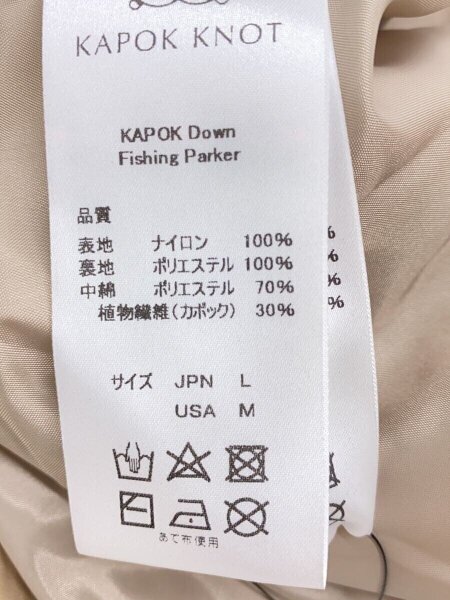 KAPOK KNOT
KAPOK Down
Fishing Parker
品質
表地 ナイロン 100%
裏地 ポリエステル 100%
中綿 ポリエステル 70%
植物繊維(カポック) 30%
サイズ JPN L
USA M
あて布使用